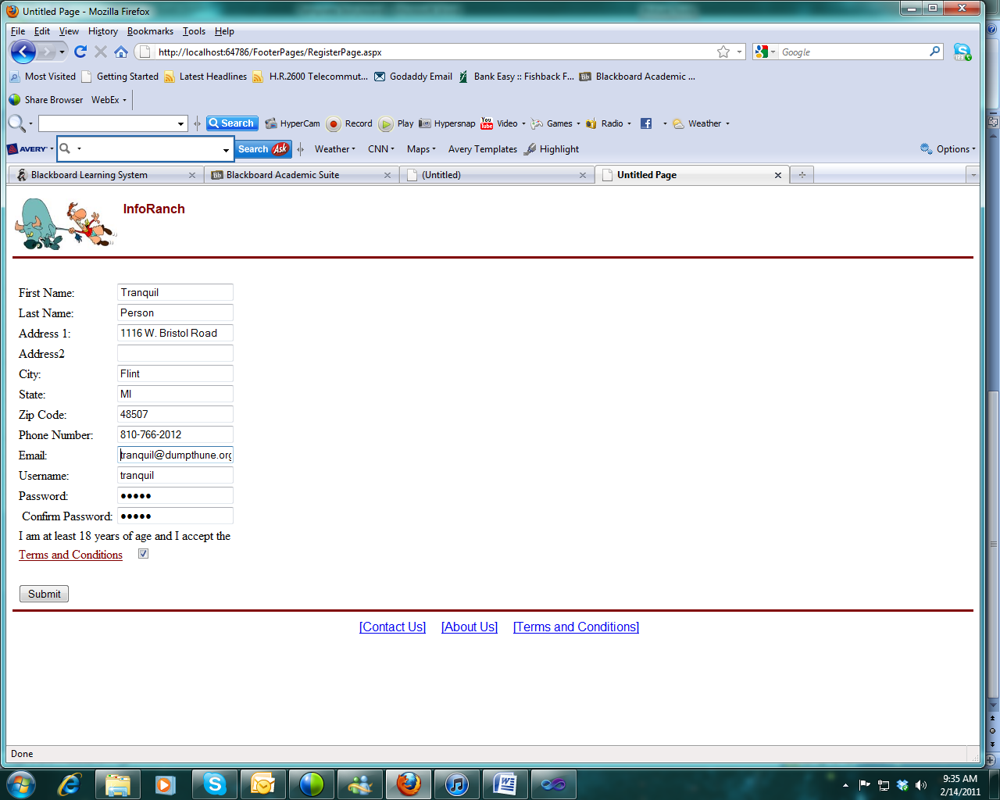 Untitled Page - Mozilla Firefox
File Edit View History Bookmarks Tools Help
http://localhost:64786/FooterPages/RegisterPage.aspx Google
Most Visited Getting Started Latest Headlines H.R.2600 Telecommut... Godaddy Email Bank Easy :: Fishback F... Bb Blackboard Academic ...
Share Browser WebEx
Search HyperCam Record Play Hypersnap You Tube Video Games Radio Weather
AVERY Search Ask Weather CNN Maps Avery Templates Highlight Options
Blackboard Learning System Bb Blackboard Academic Suite (Untitled) Untitled Page
InfoRanch
First Name: Tranquil
Last Name: Person
Address 1: 1116 W. Bristol Road
Address2
City: Flint
State: MI
Zip Code: 48507
Phone Number: 810-766-2012
Email: tranquil@dumpthune.org
Username: tranquil
Password: •••••
Confirm Password: •••••
I am at least 18 years of age and I accept the
Terms and Conditions
Submit
[Contact Us] [About Us] [Terms and Conditions]
Done
9:35 AM
2/14/2011